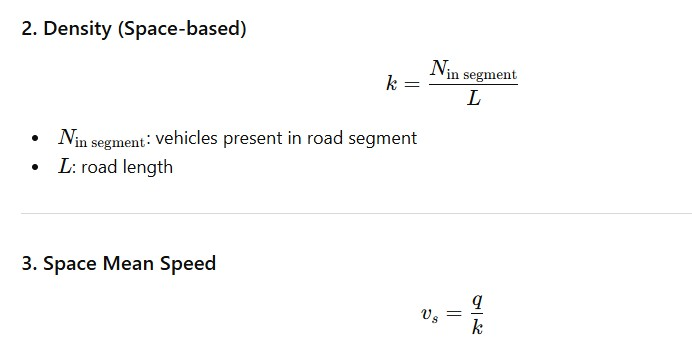 2. Density (Space-based)
k = N_in segment / L
• N_in segment: vehicles present in road segment
• L: road length
3. Space Mean Speed
v_s = q / k